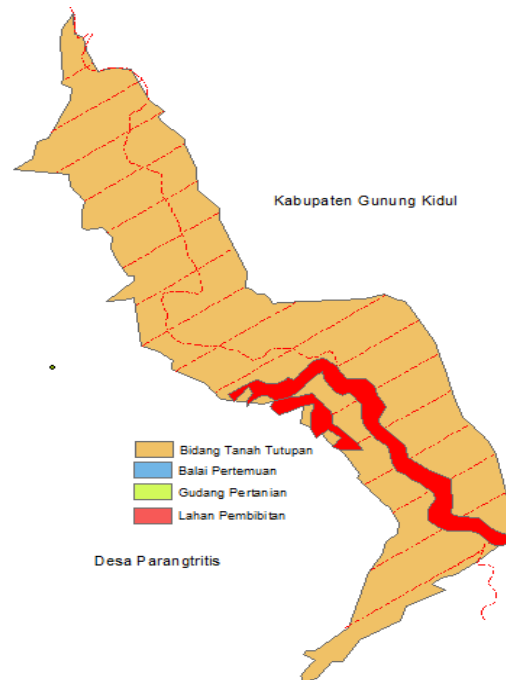 Kabupaten Gunung Kidul
Bidang Tanah Tutupan
Balai Pertemuan
Gudang Pertanian
Lahan Pembibitan
Desa Parangtritis